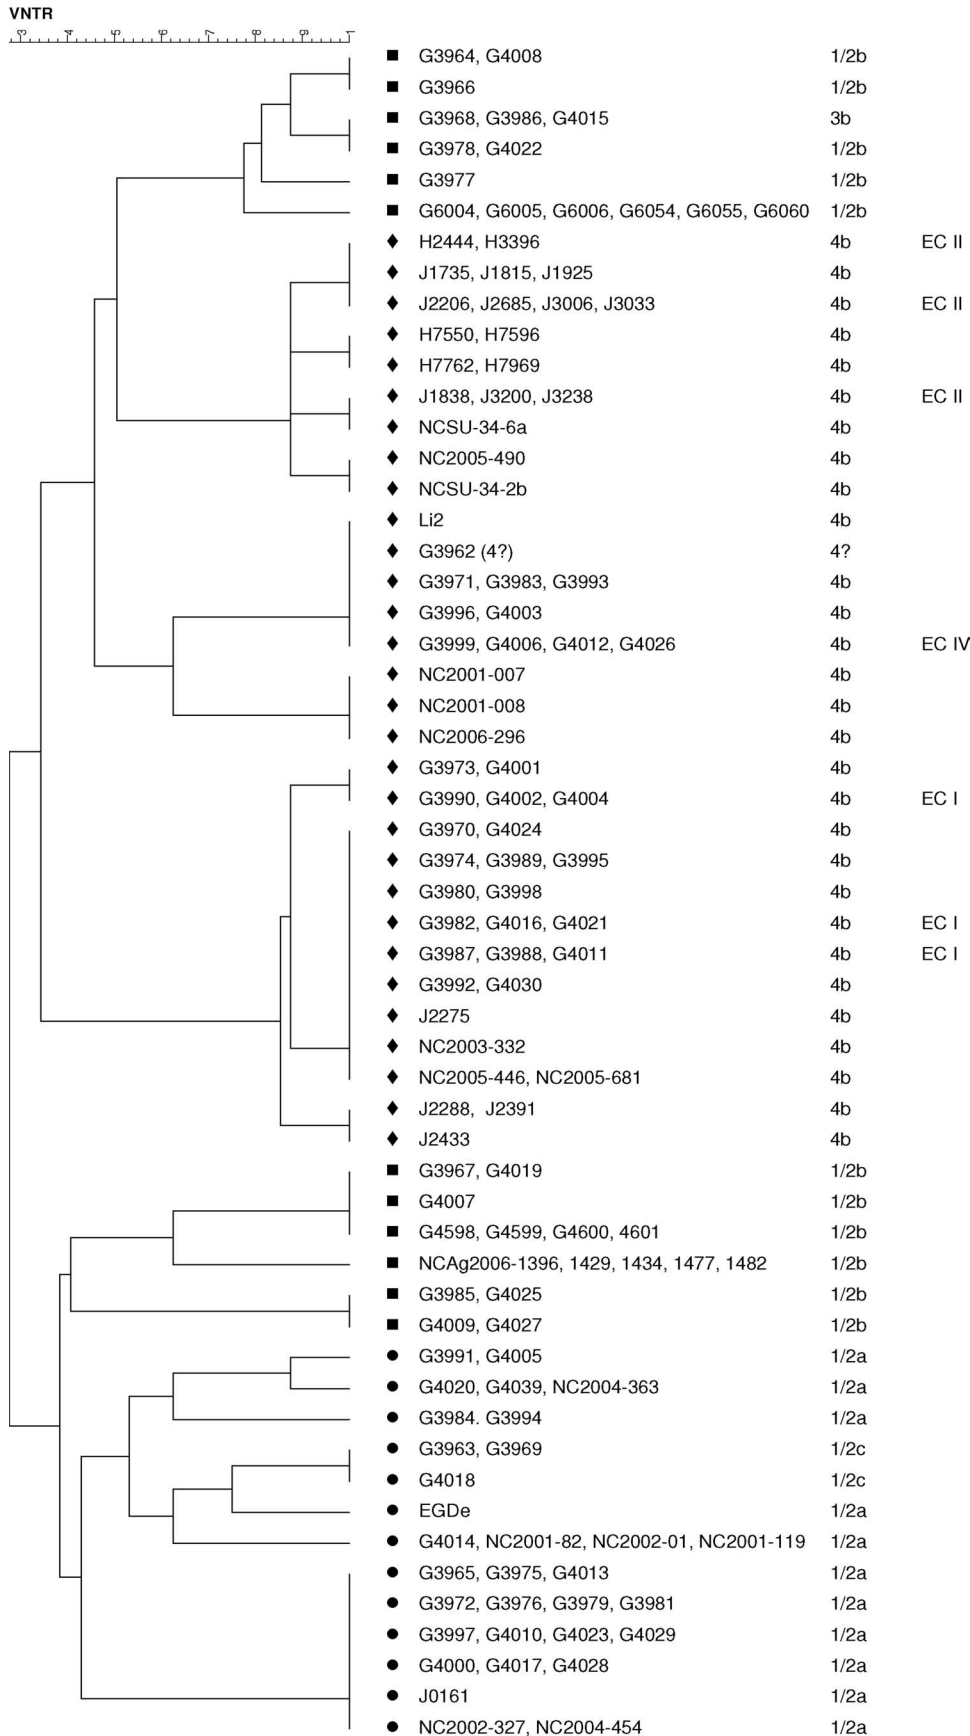 VNTR
.3 .4 .5 .6 .7 .8 .9 1
G3964, G4008 1/2b
G3966 1/2b
G3968, G3986, G4015 3b
G3978, G4022 1/2b
G3977 1/2b
G6004, G6005, G6006, G6054, G6055, G6060 1/2b
H2444, H3396 4b EC II
J1735, J1815, J1925 4b
J2206, J2685, J3006, J3033 4b EC II
H7550, H7596 4b
H7762, H7969 4b
J1838, J3200, J3238 4b EC II
NCSU-34-6a 4b
NC2005-490 4b
NCSU-34-2b 4b
Li2 4b
G3962 (4?) 4?
G3971, G3983, G3993 4b
G3996, G4003 4b
G3999, G4006, G4012, G4026 4b EC IV
NC2001-007 4b
NC2001-008 4b
NC2006-296 4b
G3973, G4001 4b
G3990, G4002, G4004 4b EC I
G3970, G4024 4b
G3974, G3989, G3995 4b
G3980, G3998 4b
G3982, G4016, G4021 4b EC I
G3987, G3988, G4011 4b EC I
G3992, G4030 4b
J2275 4b
NC2003-332 4b
NC2005-446, NC2005-681 4b
J2288, J2391 4b
J2433 4b
G3967, G4019 1/2b
G4007 1/2b
G4598, G4599, G4600, 4601 1/2b
NCAg2006-1396, 1429, 1434, 1477, 1482 1/2b
G3985, G4025 1/2b
G4009, G4027 1/2b
G3991, G4005 1/2a
G4020, G4039, NC2004-363 1/2a
G3984. G3994 1/2a
G3963, G3969 1/2c
G4018 1/2c
EGDe 1/2a
G4014, NC2001-82, NC2002-01, NC2001-119 1/2a
G3965, G3975, G4013 1/2a
G3972, G3976, G3979, G3981 1/2a
G3997, G4010, G4023, G4029 1/2a
G4000, G4017, G4028 1/2a
J0161 1/2a
NC2002-327, NC2004-454 1/2a